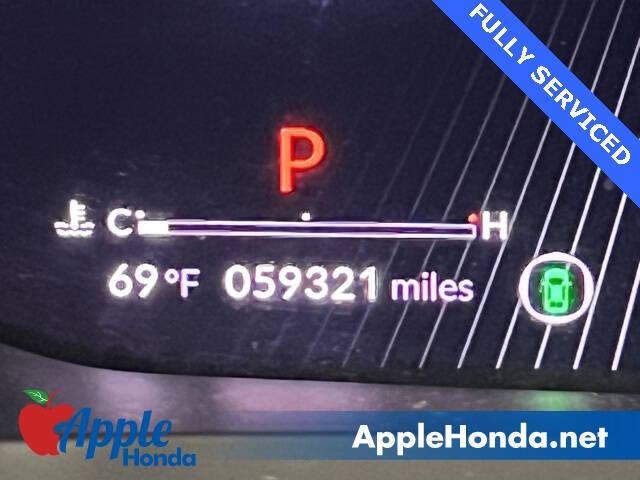 FULLY SERVICED
P
C H
69°F 059321 miles
Apple
Honda
AppleHonda.net